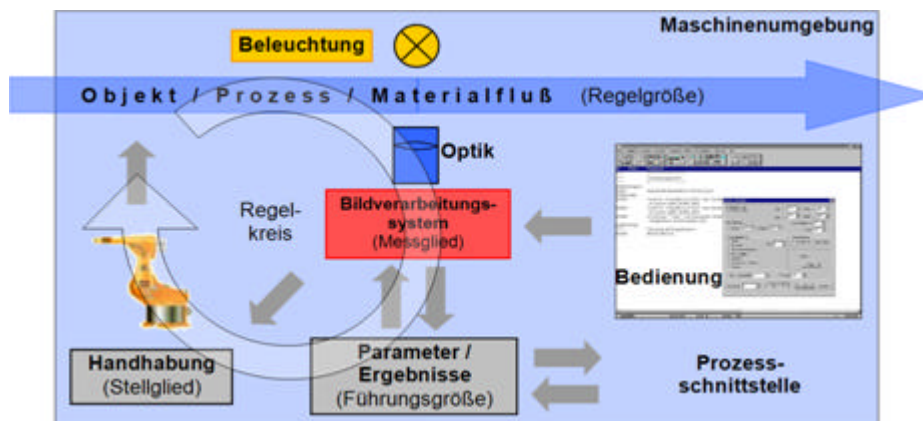 Maschinenumgebung
Beleuchtung
Objekt / Prozess / Materialfluß (Regelgröße)
Optik
Bildverarbeitungs-
system
(Messglied)
Regel-
kreis
Bedienung
Handhabung
(Stellglied)
Parameter /
Ergebnisse
(Führungsgröße)
Prozess-
schnittstelle